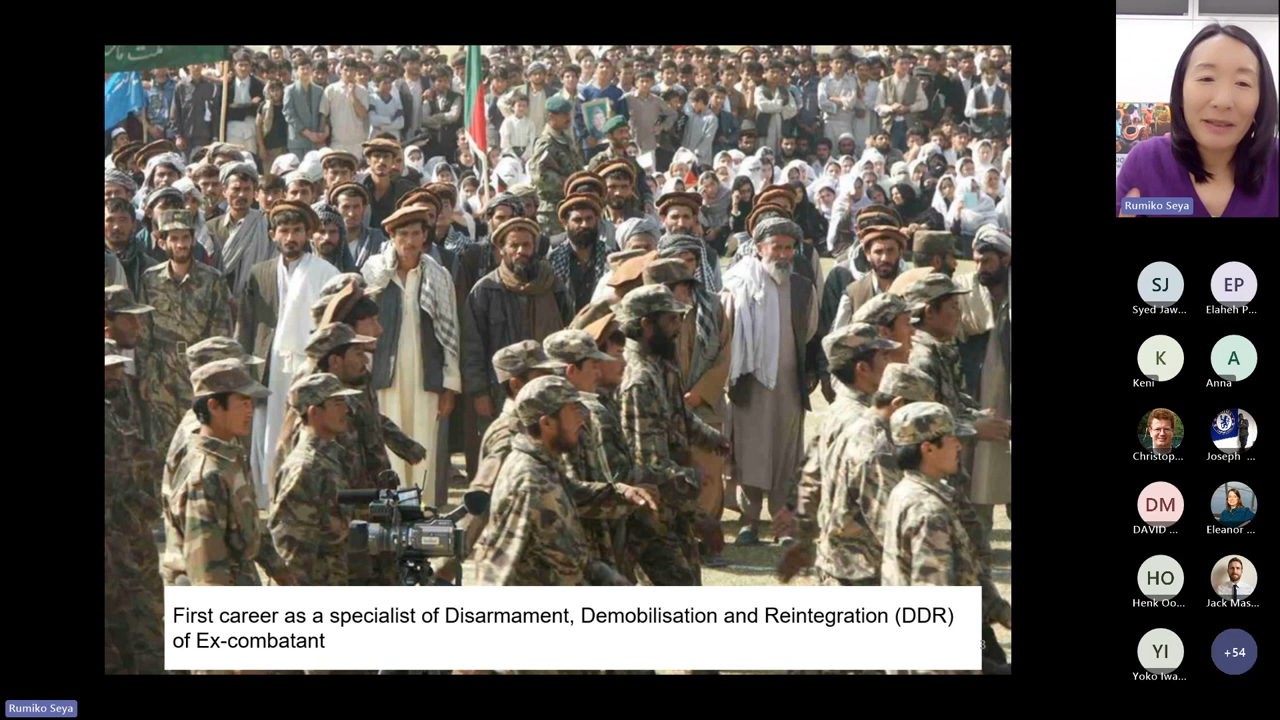 Rumiko Seya
SJ
EP
Syed Jaw...
Elaheh P...
K
A
Keni
Anna
Christop...
Joseph ...
DM
DAVID ...
Eleanor ...
HO
Henk Oo...
Jack Mas...
YI
+54
Yoko Iwa...
First career as a specialist of Disarmament, Demobilisation and Reintegration (DDR)
of Ex-combatant
3
Rumiko Seya